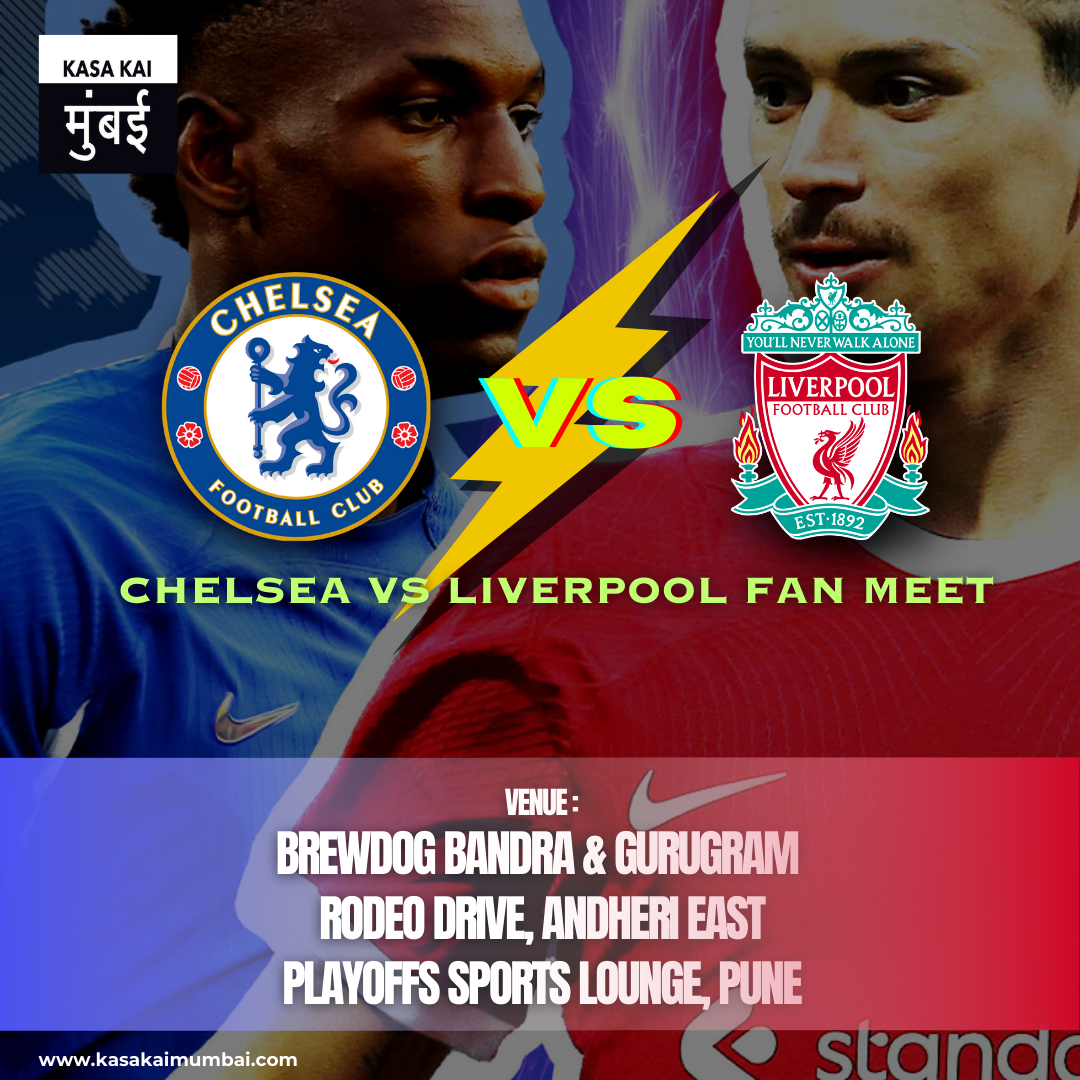 KASA KAI
मुंबई
CHELSEA
FOOTBALL CLUB
VS
YOU'LL NEVER WALK ALONE
LIVERPOOL
FOOTBALL CLUB
EST·1892
CHELSEA VS LIVERPOOL FAN MEET
VENUE :
BREWDOG BANDRA & GURUGRAM
RODEO DRIVE, ANDHERI EAST
PLAYOFFS SPORTS LOUNGE, PUNE
www.kasakaimumbai.com
standa